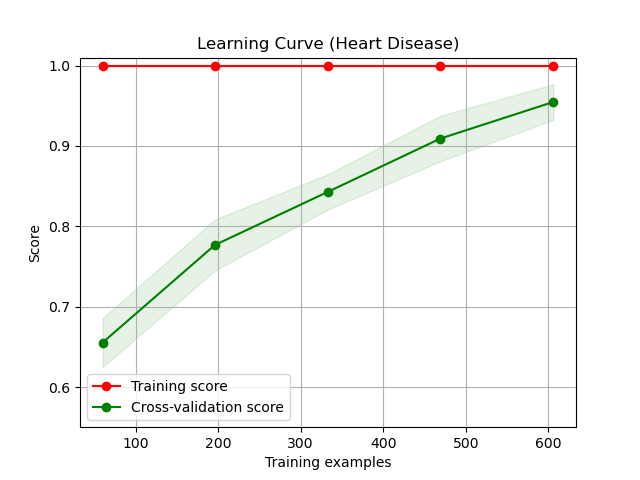 Learning Curve (Heart Disease)
1.0
0.9
0.8
0.7
0.6
Score
Training score
Cross-validation score
100 200 300 400 500 600
Training examples